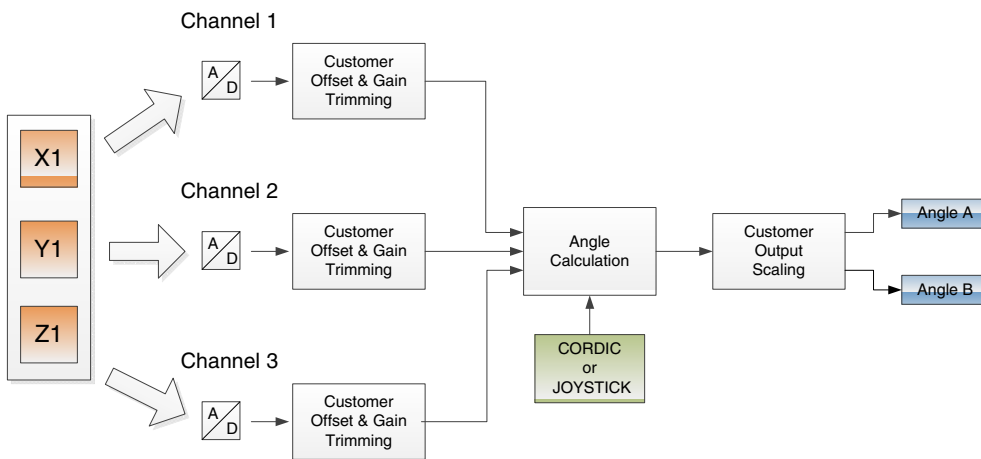 Channel 1
A
D
Customer
Offset & Gain
Trimming
X1
Channel 2
Y1
A
D
Customer
Offset & Gain
Trimming
Angle
Calculation
Customer
Output
Scaling
Angle A
Angle B
Z1
CORDIC
or
JOYSTICK
Channel 3
A
D
Customer
Offset & Gain
Trimming